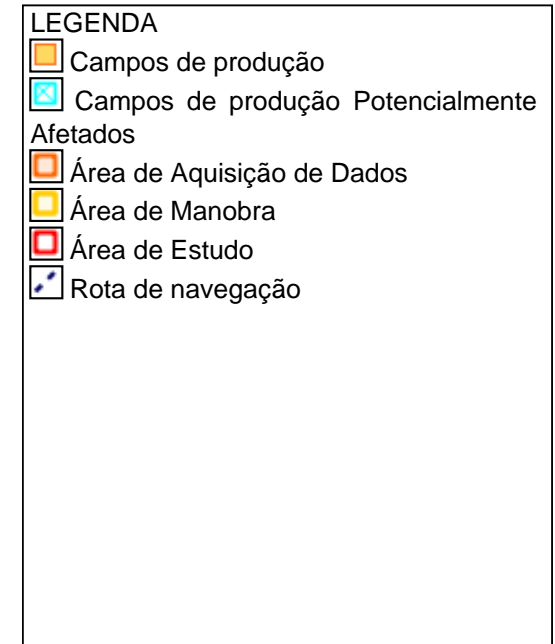 LEGENDA
Campos de produção
Campos de produção Potencialmente
Afetados
Área de Aquisição de Dados
Área de Manobra
Área de Estudo
Rota de navegação